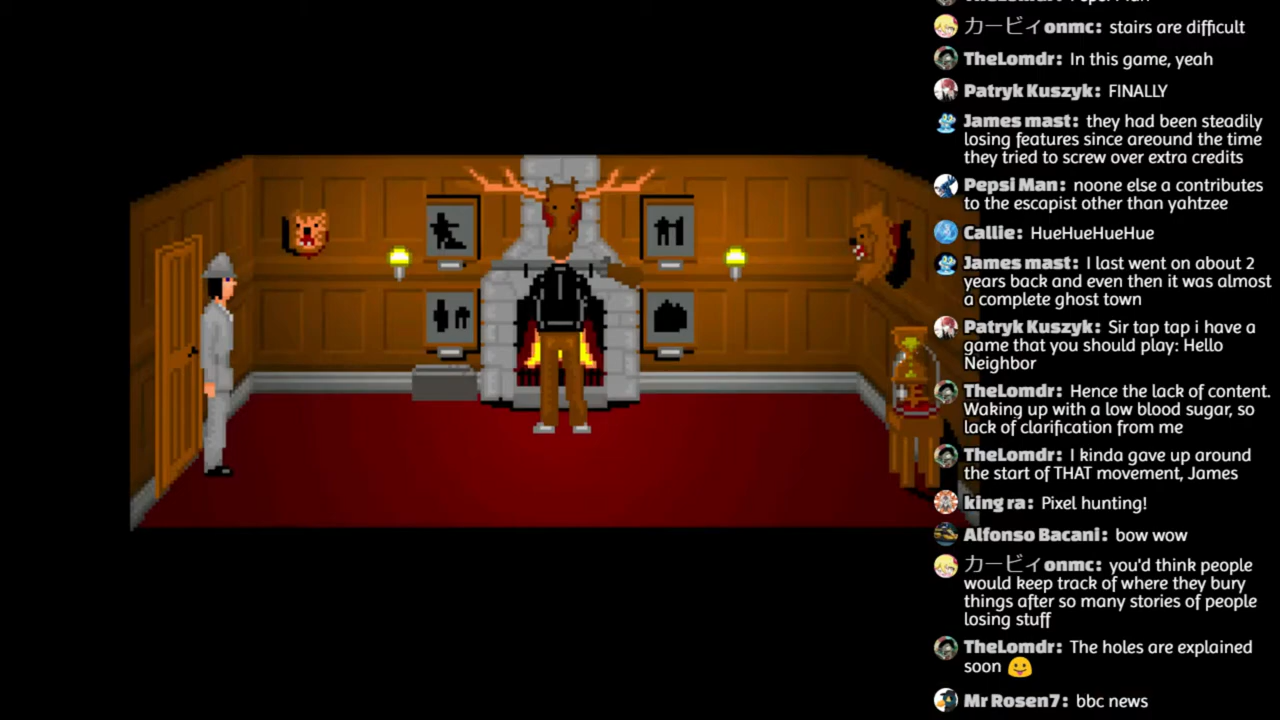 カービィonmc: stairs are difficult
TheLomdr: In this game, yeah
Patryk Kuszyk: FINALLY
James mast: they had been steadily
losing features since areound the time
they tried to screw over extra credits
Pepsi Man: noone else a contributes
to the escapist other than yahtzee
Callie: HueHueHueHue
James mast: I last went on about 2
years back and even then it was almost
a complete ghost town
Patryk Kuszyk: Sir tap tap i have a
game that you should play: Hello
Neighbor
TheLomdr: Hence the lack of content.
Waking up with a low blood sugar, so
lack of clarification from me
TheLomdr: I kinda gave up around
the start of THAT movement, James
king ra: Pixel hunting!
Alfonso Bacani: bow wow
カービィonmc: you'd think people
would keep track of where they bury
things after so many stories of people
losing stuff
TheLomdr: The holes are explained
soon 😛
Mr Rosen7: bbc news